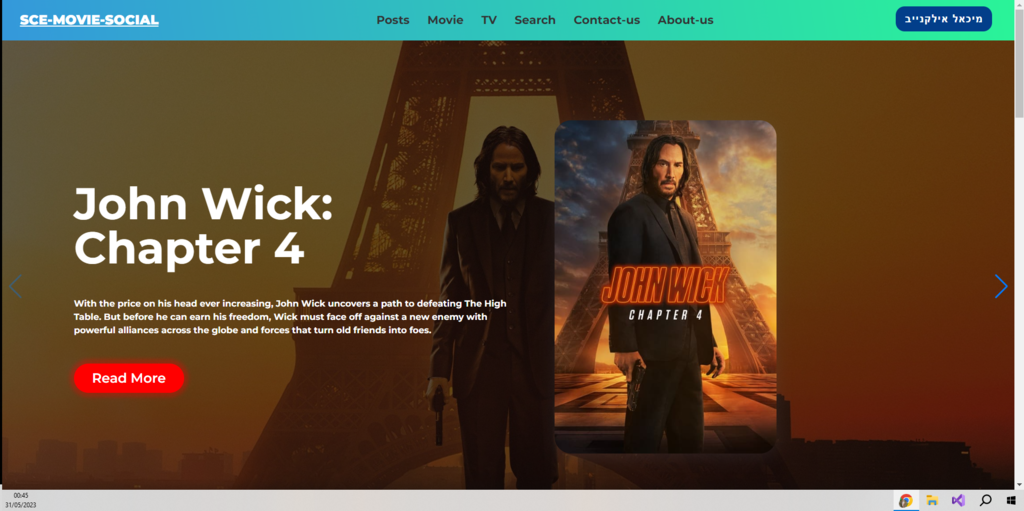 SCE-MOVIE-SOCIAL
Posts Movie TV Search Contact-us About-us
מיכאל אילקנייב
John Wick:
Chapter 4
With the price on his head ever increasing, John Wick uncovers a path to defeating The High
Table. But before he can earn his freedom, Wick must face off against a new enemy with
powerful alliances across the globe and forces that turn old friends into foes.
Read More
JOHN WICK
CHAPTER 4
00:45
31/05/2023